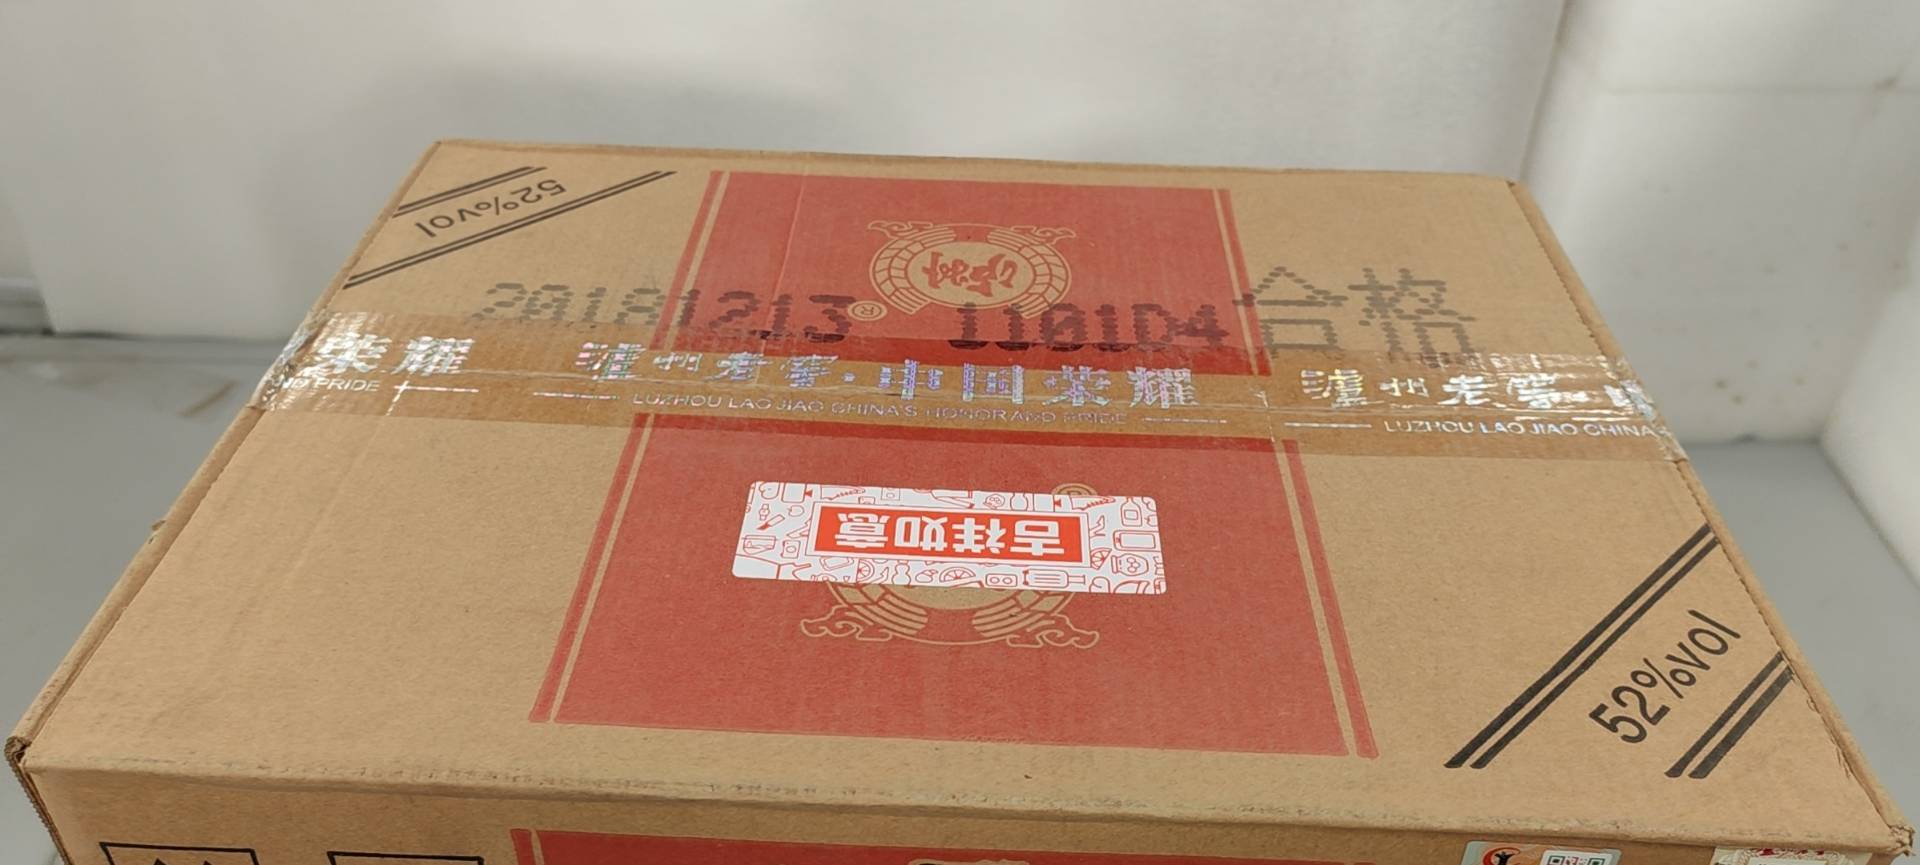 52%vol
20181213 1101D4合格
荣耀 泸州老窖·中国荣耀 泸州老窖·
ND PRIDE LUZHOU LAO JIAO CHINA'S HONOR AND PRIDE LUZHOU LAO JIAO CHINA'S
®
吉祥如意
52%vol